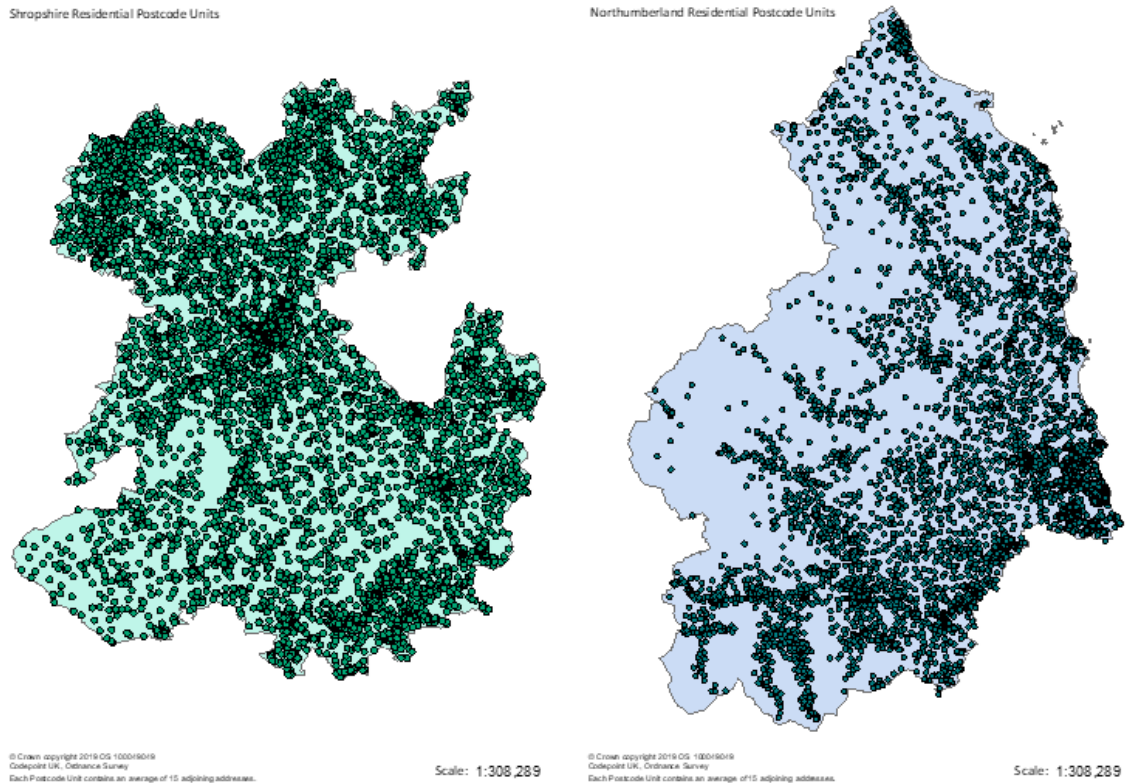 Shropshire Residential Postcode Units
Northumberland Residential Postcode Units
© Crown copyright 2019 OS 100049049
Codepoint UK, Ordnance Survey
Each Postcode Unit contains an average of 15 adjoining addresses.
Scale: 1:308,289
© Crown copyright 2019 OS 100049049
Codepoint UK, Ordnance Survey
Each Postcode Unit contains an average of 15 adjoining addresses.
Scale: 1:308,289